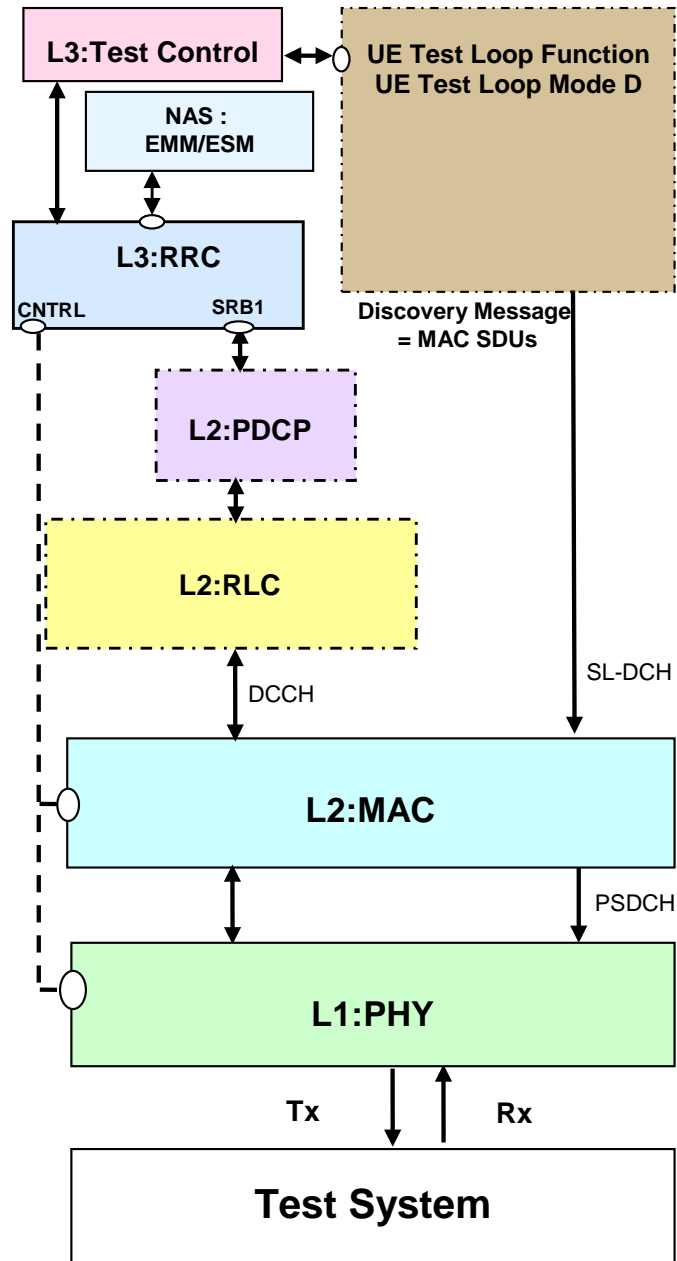 L3:Test Control
UE Test Loop Function
UE Test Loop Mode D
NAS :
EMM/ESM
L3:RRC
CNTRL
SRB1
Discovery Message
= MAC SDUs
L2:PDCP
L2:RLC
DCCH
SL-DCH
L2:MAC
PSDCH
L1:PHY
Tx
Rx
Test System